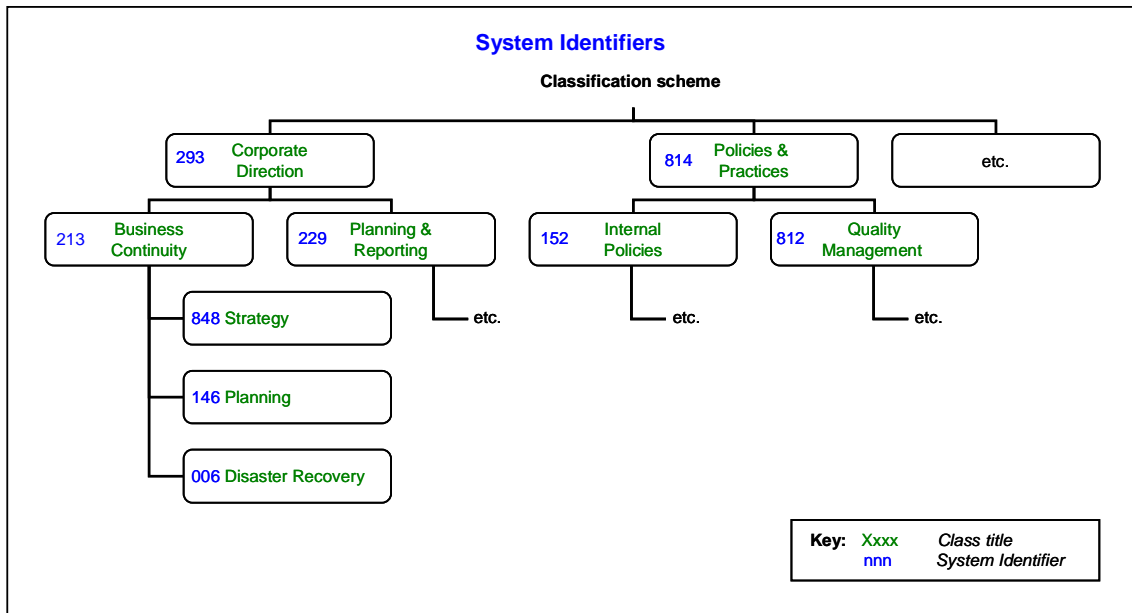 System Identifiers
Classification scheme
293 Corporate
Direction
814 Policies &
Practices
etc.
213 Business
Continuity
229 Planning &
Reporting
152 Internal
Policies
812 Quality
Management
848 Strategy
etc.
etc.
etc.
146 Planning
006 Disaster Recovery
Key: Xxxx Class title
nnn System Identifier